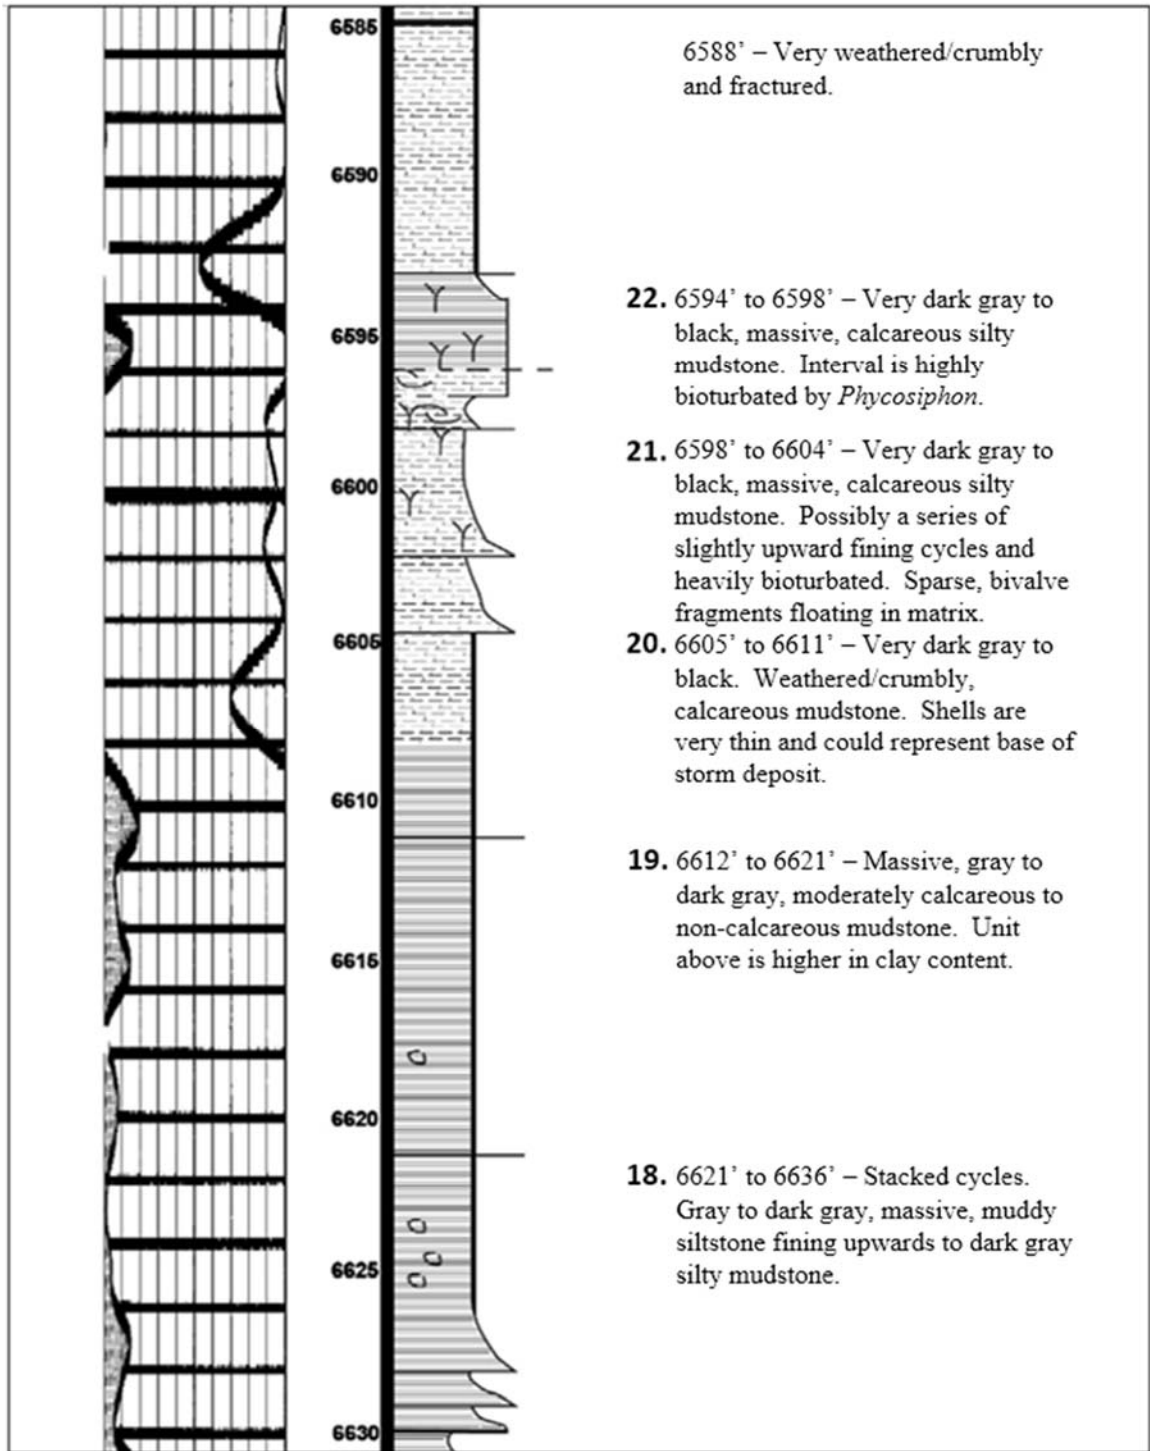 6585
6588’ – Very weathered/crumbly
and fractured.
6590
22. 6594’ to 6598’ – Very dark gray to
black, massive, calcareous silty
mudstone. Interval is highly
bioturbated by Phycosiphon.
6595
21. 6598’ to 6604’ – Very dark gray to
black, massive, calcareous silty
mudstone. Possibly a series of
slightly upward fining cycles and
heavily bioturbated. Sparse, bivalve
fragments floating in matrix.
6600
20. 6605’ to 6611’ – Very dark gray to
black. Weathered/crumbly,
calcareous mudstone. Shells are
very thin and could represent base of
storm deposit.
6605
6610
19. 6612’ to 6621’ – Massive, gray to
dark gray, moderately calcareous to
non-calcareous mudstone. Unit
above is higher in clay content.
6615
6620
18. 6621’ to 6636’ – Stacked cycles.
Gray to dark gray, massive, muddy
siltstone fining upwards to dark gray
silty mudstone.
6625
6630